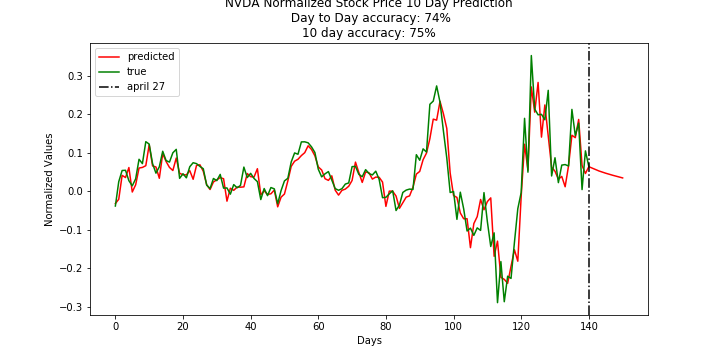 NVDA Normalized Stock Price 10 Day Prediction
Day to Day accuracy: 74%
10 day accuracy: 75%
predicted
true
april 27
Normalized Values
0.3
0.2
0.1
0.0
−0.1
−0.2
−0.3
0 20 40 60 80 100 120 140
Days